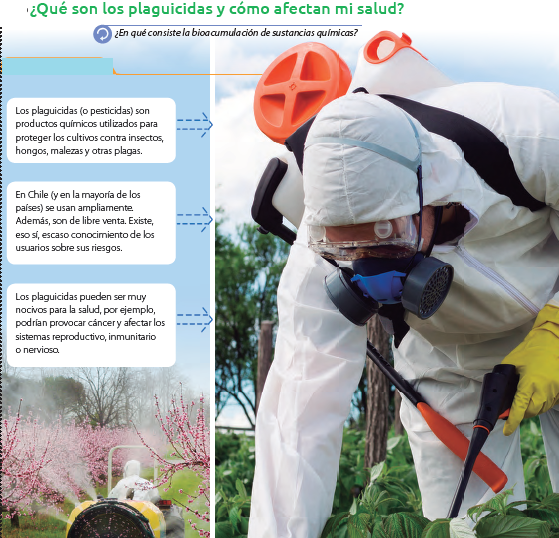 ¿Qué son los plaguicidas y cómo afectan mi salud?
¿En qué consiste la bioacumulación de sustancias químicas?
Los plaguicidas (o pesticidas) son
productos químicos utilizados para
proteger los cultivos contra insectos,
hongos, malezas y otras plagas.
En Chile (y en la mayoría de los
países) se usan ampliamente.
Además, son de libre venta. Existe,
eso sí, escaso conocimiento de los
usuarios sobre sus riesgos.
Los plaguicidas pueden ser muy
nocivos para la salud, por ejemplo,
podrían provocar cáncer y afectar los
sistemas reproductivo, inmunitario
o nervioso.